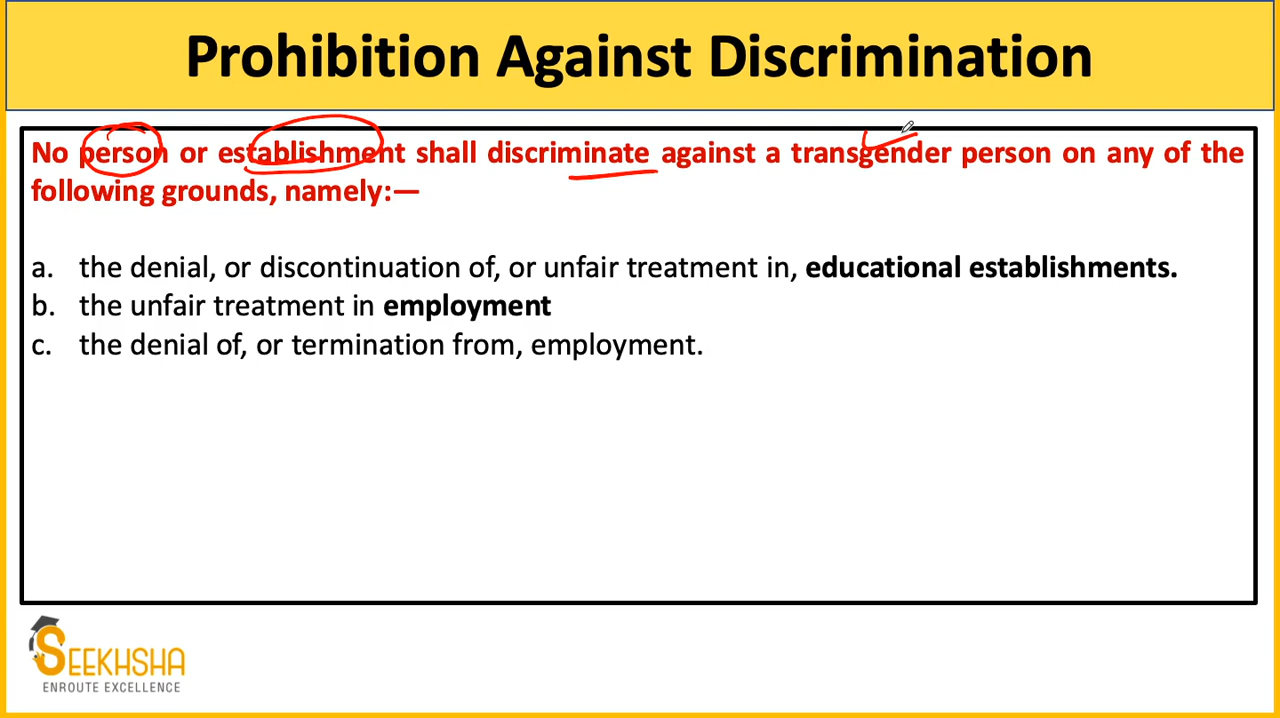 Prohibition Against Discrimination
No person or establishment shall discriminate against a transgender person on any of the
following grounds, namely:—
a. the denial, or discontinuation of, or unfair treatment in, educational establishments.
b. the unfair treatment in employment
c. the denial of, or termination from, employment.
SEEKHSHA
ENROUTE EXCELLENCE